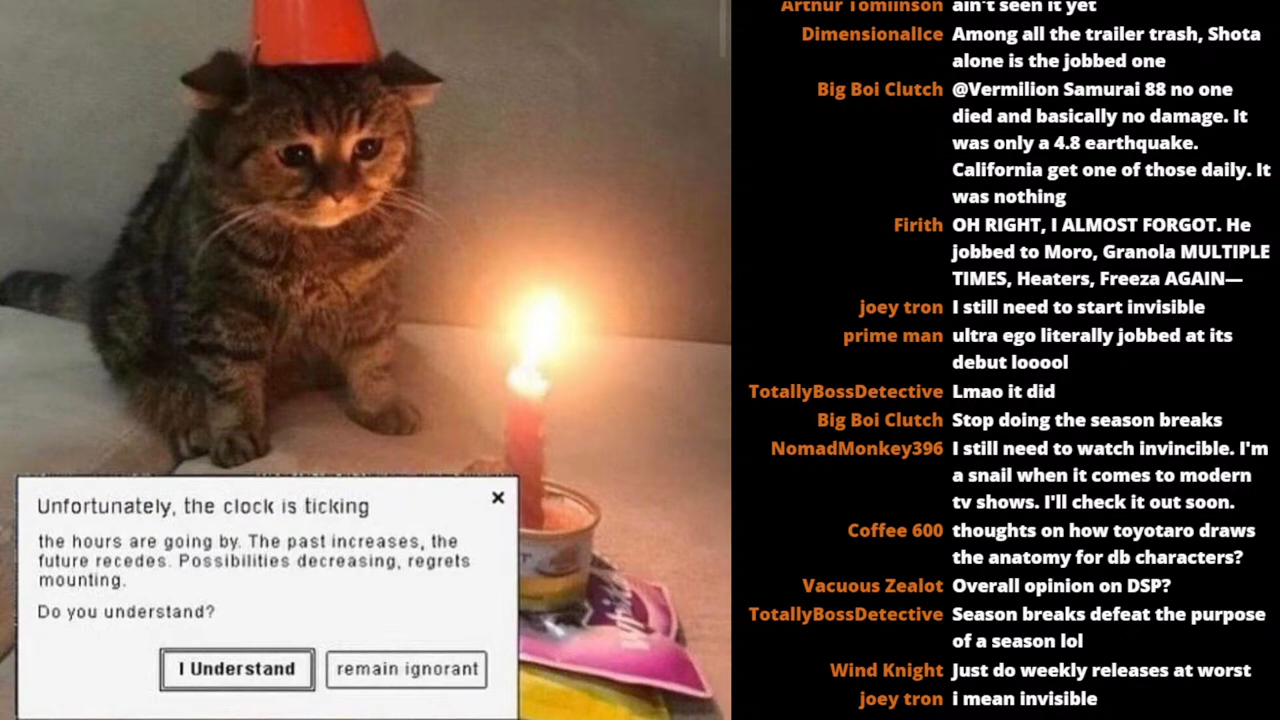 Unfortunately, the clock is ticking
the hours are going by. The past increases, the
future recedes. Possibilities decreasing, regrets
mounting.
Do you understand?
I Understand
remain ignorant
Arthur Tomlinson ain't seen it yet
DimensionalIce Among all the trailer trash, Shota
alone is the jobbed one
Big Boi Clutch @Vermilion Samurai 88 no one
died and basically no damage. It
was only a 4.8 earthquake.
California get one of those daily. It
was nothing
Firith OH RIGHT, I ALMOST FORGOT. He
jobbed to Moro, Granola MULTIPLE
TIMES, Heaters, Freeza AGAIN—
joey tron I still need to start invisible
prime man ultra ego literally jobbed at its
debut looool
TotallyBossDetective Lmao it did
Big Boi Clutch Stop doing the season breaks
NomadMonkey396 I still need to watch invincible. I'm
a snail when it comes to modern
tv shows. I'll check it out soon.
Coffee 600 thoughts on how toyotaro draws
the anatomy for db characters?
Vacuous Zealot Overall opinion on DSP?
TotallyBossDetective Season breaks defeat the purpose
of a season lol
Wind Knight Just do weekly releases at worst
joey tron i mean invisible